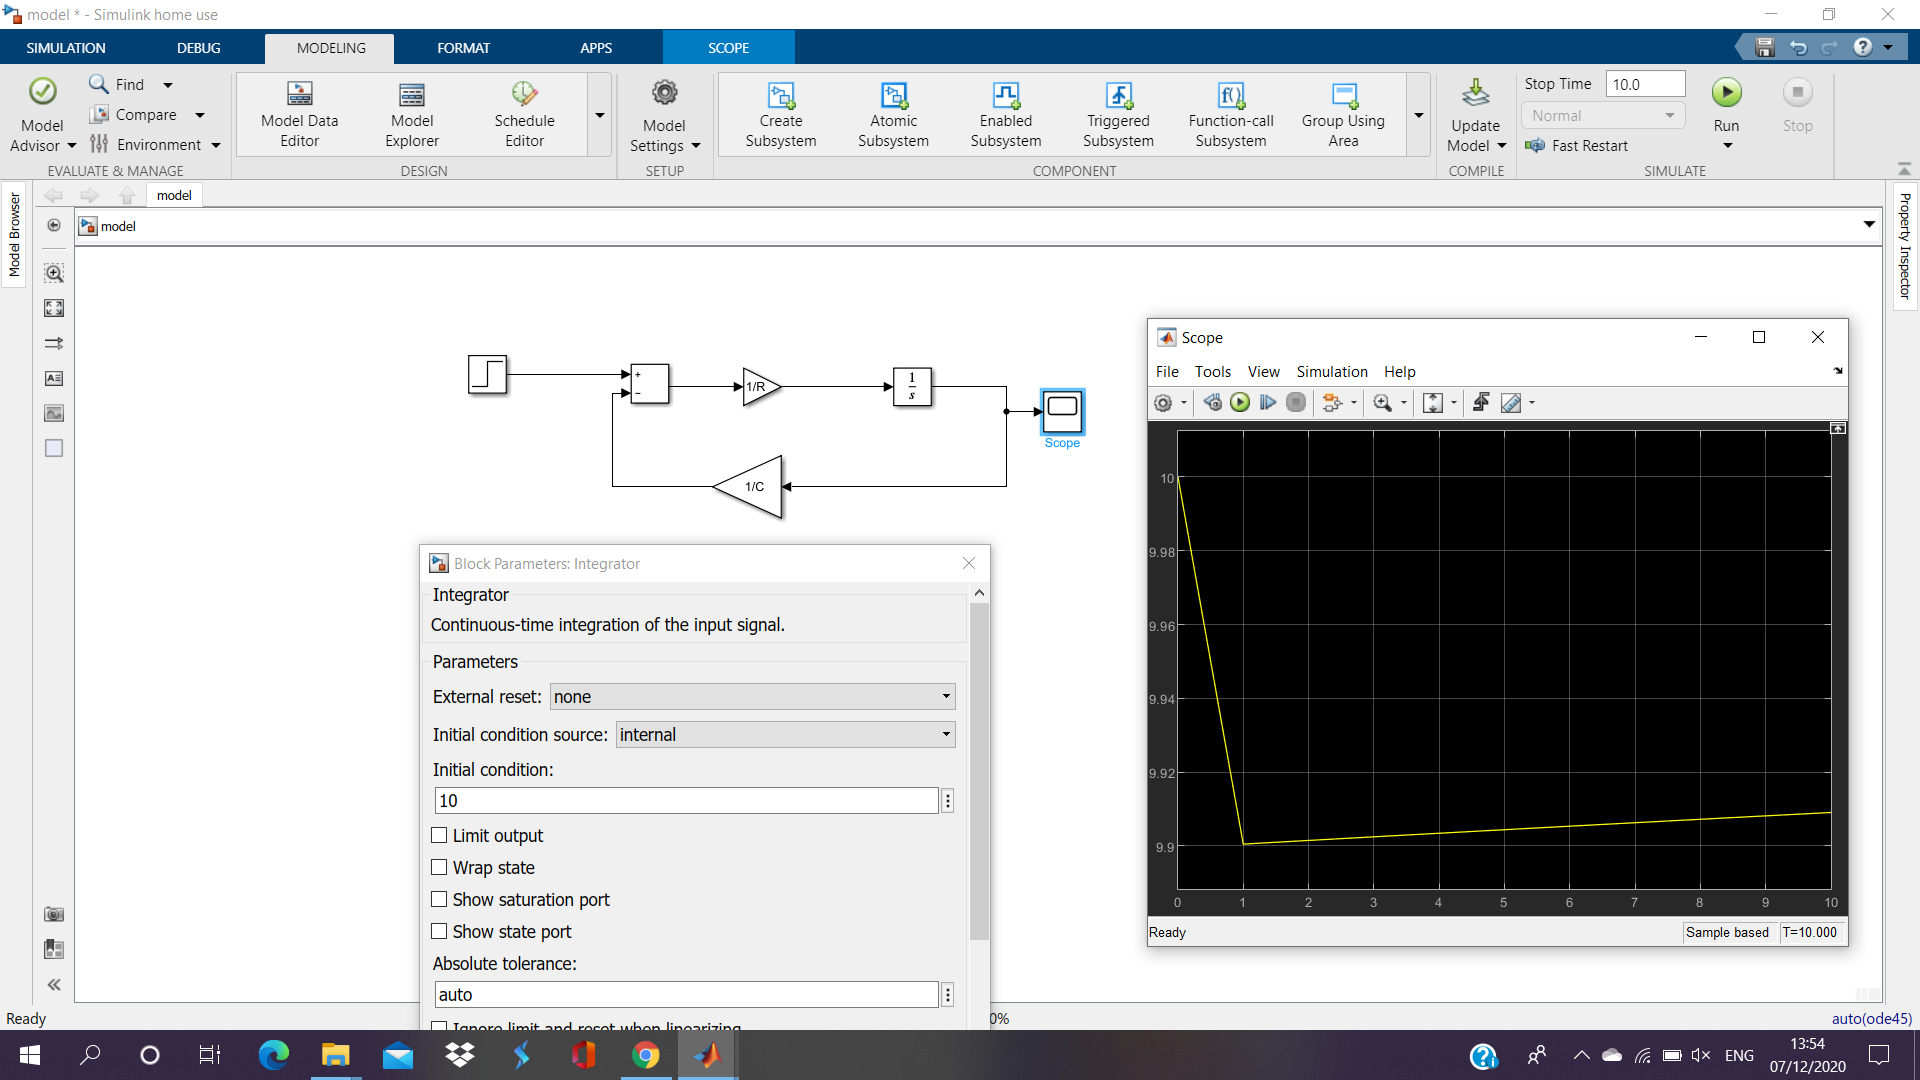 model * - Simulink home use
SIMULATION DEBUG MODELING FORMAT APPS SCOPE
Model Advisor
Find
Compare
Environment
EVALUATE & MANAGE
Model Data Editor
Model Explorer
Schedule Editor
DESIGN
Model Settings
SETUP
Create Subsystem
Atomic Subsystem
Enabled Subsystem
Triggered Subsystem
Function-call Subsystem
Group Using Area
COMPONENT
Update Model
COMPILE
Stop Time 10.0
Normal
Fast Restart
Run
Stop
SIMULATE
Model Browser
model
model
Property Inspector
+
−
1/R
1
s
Scope
1/C
Block Parameters: Integrator
Integrator
Continuous-time integration of the input signal.
Parameters
External reset: none
Initial condition source: internal
Initial condition:
10
Limit output
Wrap state
Show saturation port
Show state port
Absolute tolerance:
auto
Ignore limit and reset when linearizing
Scope
File Tools View Simulation Help
10
9.98
9.96
9.94
9.92
9.9
0 1 2 3 4 5 6 7 8 9 10
Ready Sample based T=10.000
Ready 0% auto(ode45)
ENG
13:54
07/12/2020